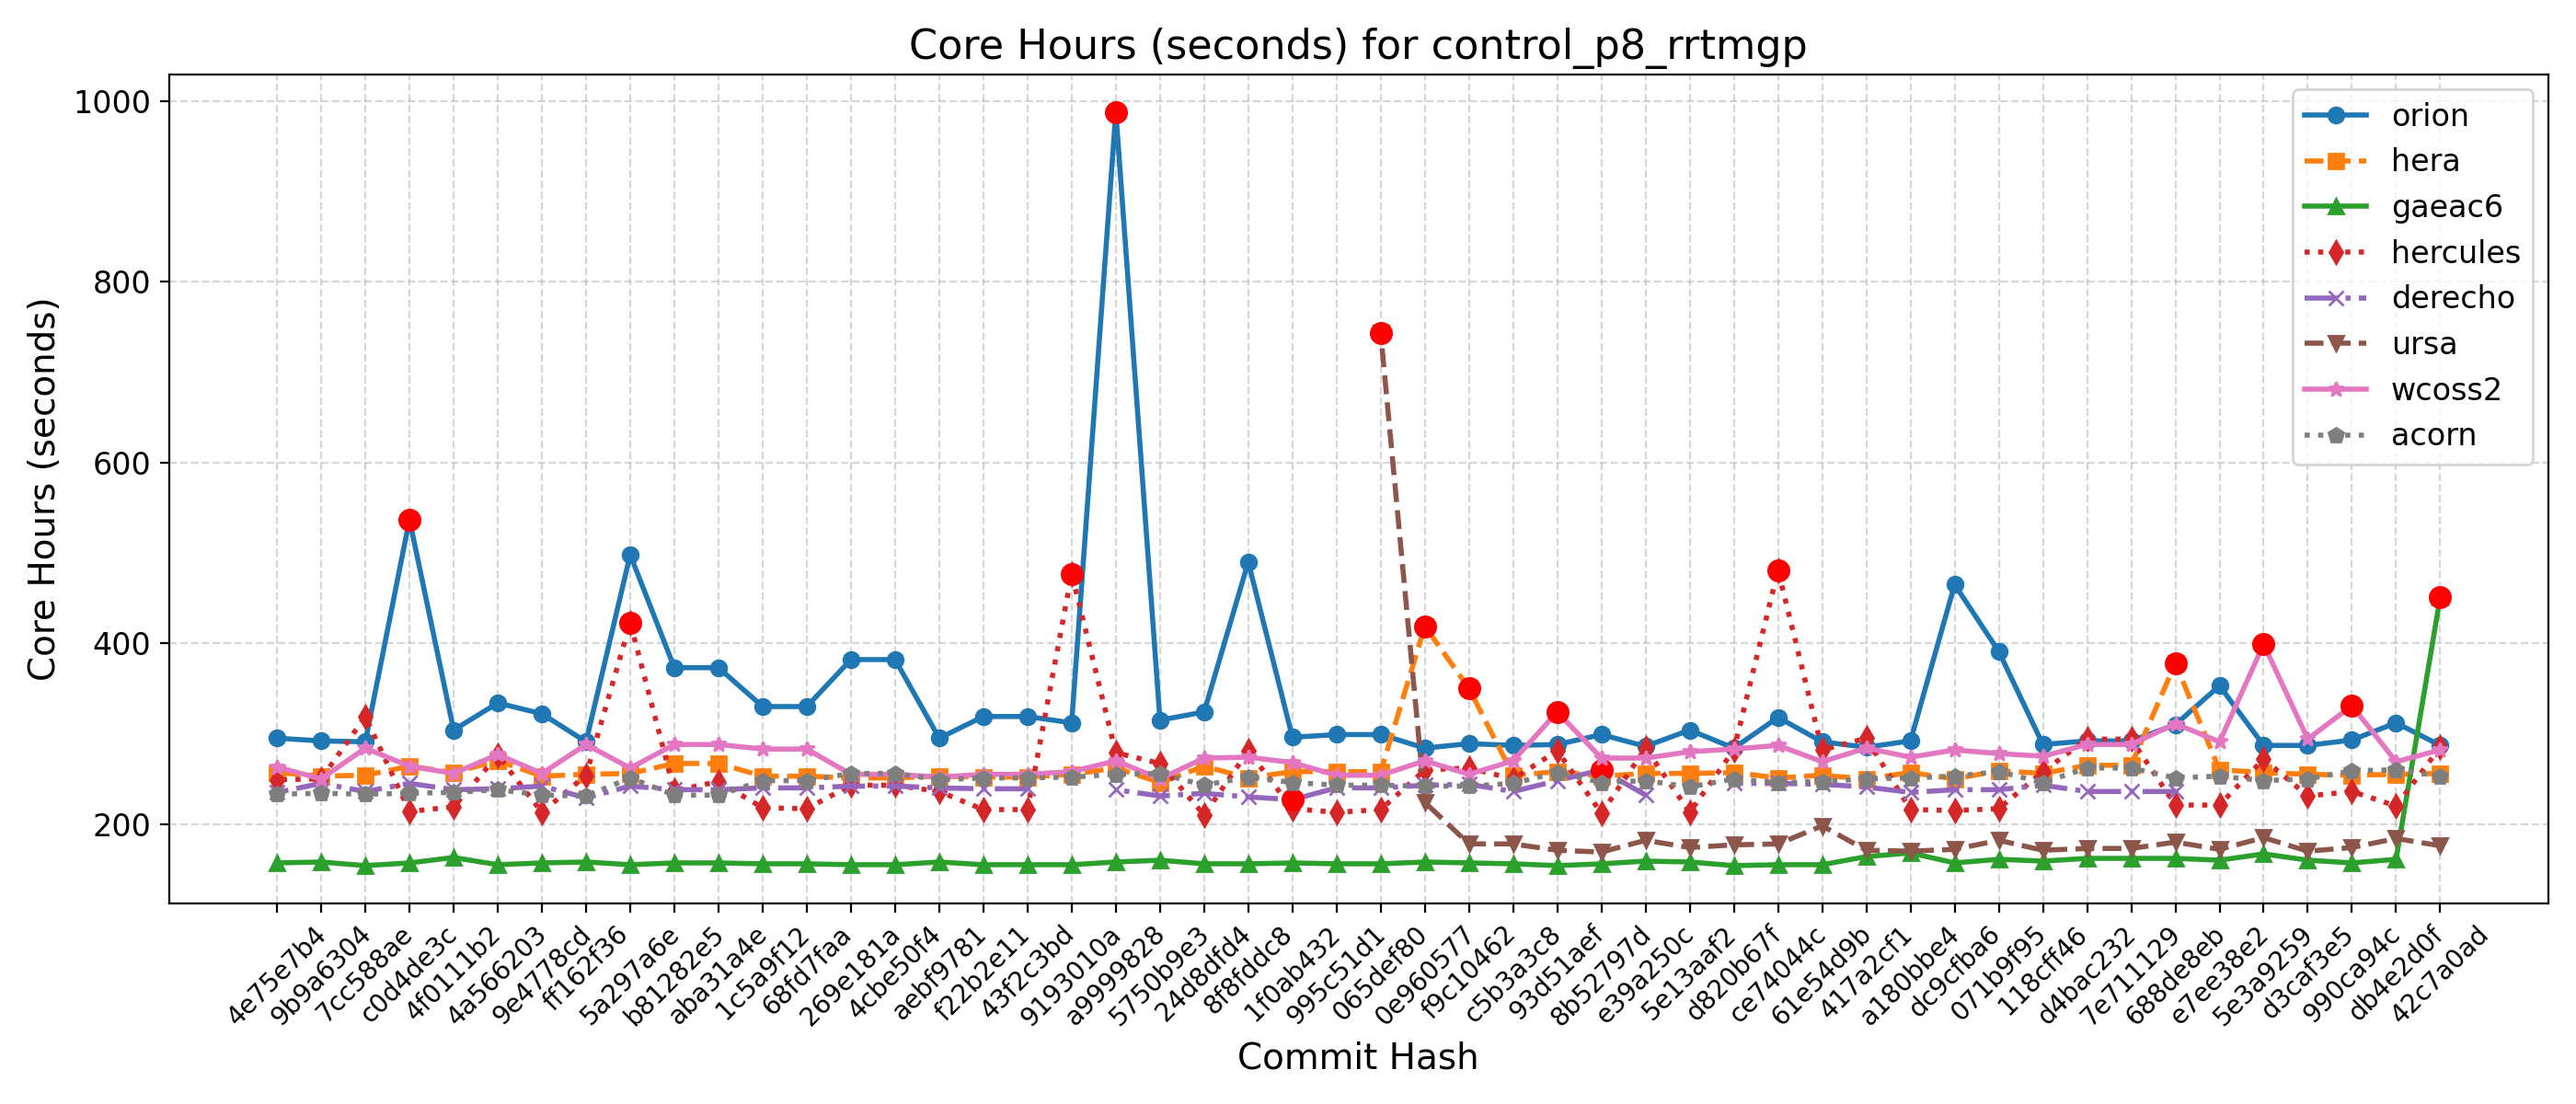 Core Hours (seconds) for control_p8_rrtmgp
1000
800
600
400
200
Core Hours (seconds)
orion
hera
gaeac6
hercules
derecho
ursa
wcoss2
acorn
4e75e7b4
9b9a6304
7cc588ae
c0d4de3c
4f0111b2
4a566203
9e4778cd
ff162f36
5a297a6e
b81282e5
aba31a4e
1c5a9f12
68fd7faa
269e181a
4cbe50f4
aebf9781
f22b2e11
43f2c3bd
9193010a
a9999828
5750b9e3
24d8dfd4
8f8fddc8
1f0ab432
995c51d1
065def80
0e960577
f9c10462
c5b3a3c8
93d51aef
8b52797d
e39a250c
5e13aaf2
d820b67f
ce74044c
61e54d9b
417a2cf1
a180bbe4
dc9cfba6
071b9f95
118cff46
d4bac232
7e711129
688de8eb
e7ee38e2
5e3a9259
d3caf3e5
990ca94c
db4e2d0f
42c7a0ad
Commit Hash